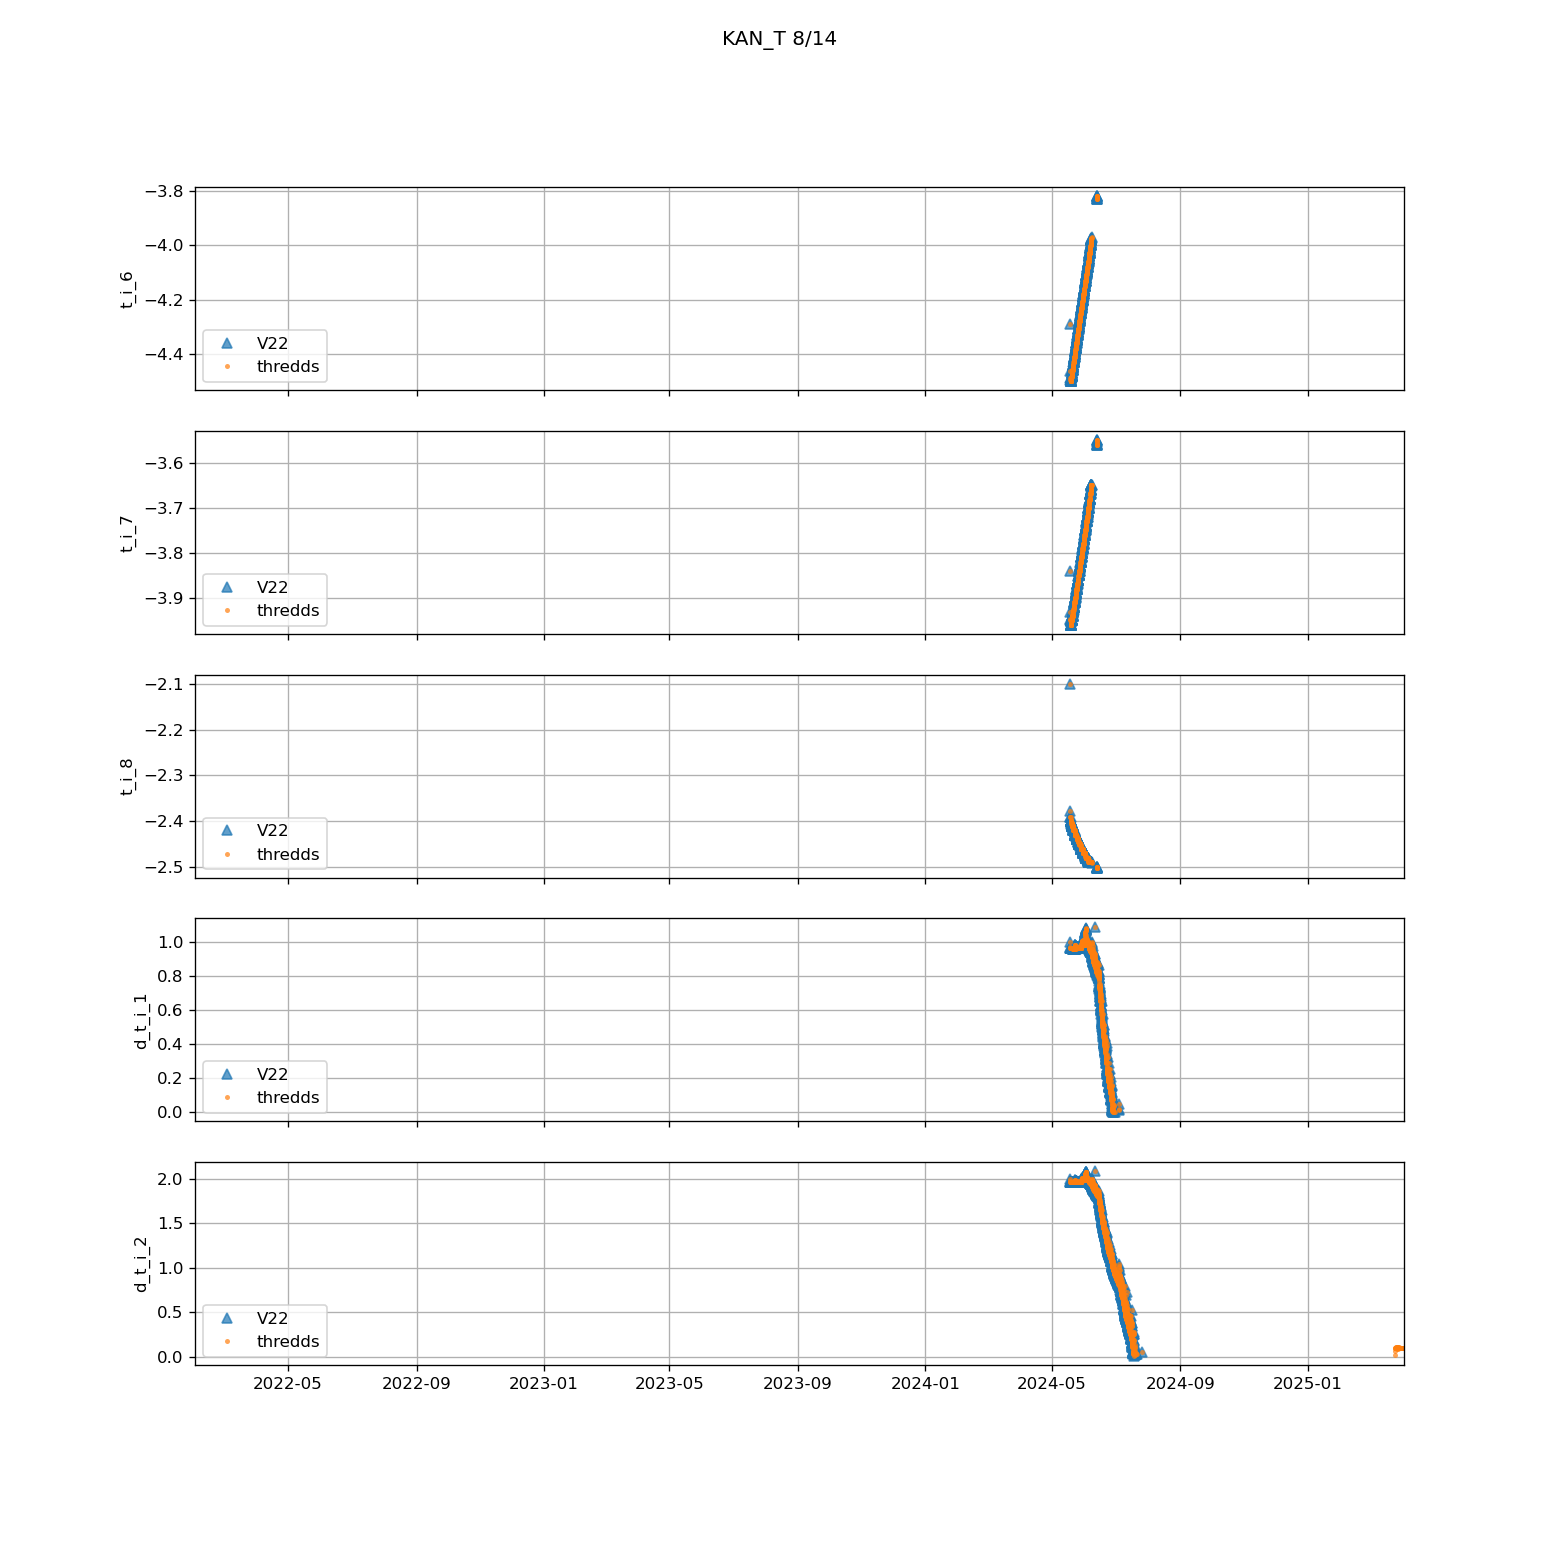 KAN_T 8/14
−3.8
−4.0
−4.2
−4.4
t_i_6
V22
thredds
−3.6
−3.7
−3.8
−3.9
t_i_7
V22
thredds
−2.1
−2.2
−2.3
−2.4
−2.5
t_i_8
V22
thredds
1.0
0.8
0.6
0.4
0.2
0.0
d_t_i_1
V22
thredds
2.0
1.5
1.0
0.5
0.0
d_t_i_2
V22
thredds
2022-05 2022-09 2023-01 2023-05 2023-09 2024-01 2024-05 2024-09 2025-01